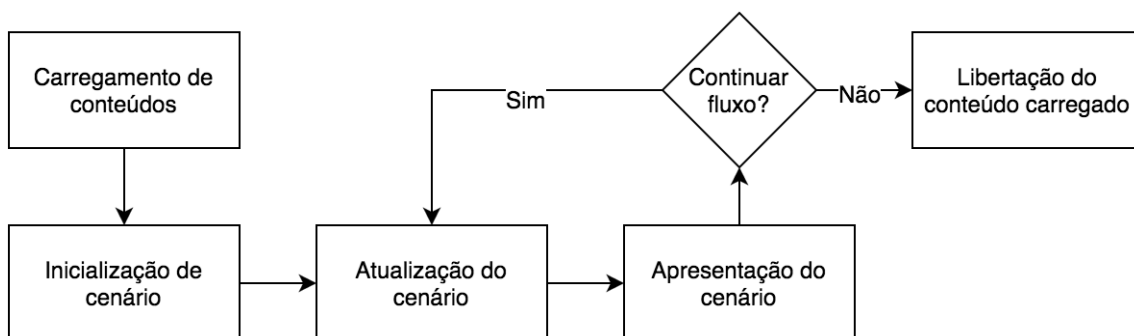 Carregamento de
conteúdos
Inicialização de
cenário
Atualização do
cenário
Apresentação do
cenário
Continuar
fluxo?
Sim
Não
Libertação do
conteúdo carregado